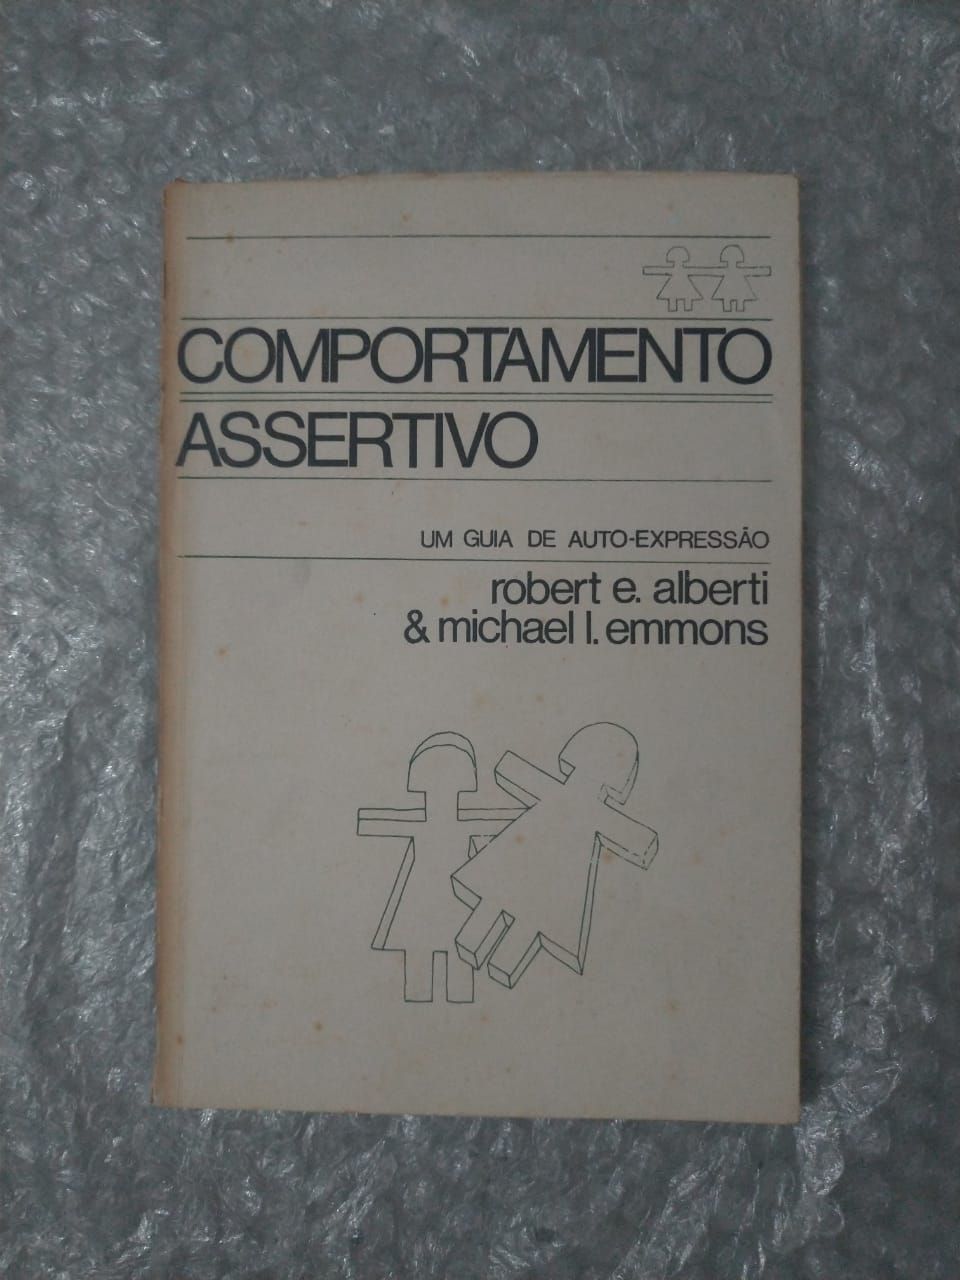 COMPORTAMENTO
ASSERTIVO
UM GUIA DE AUTO-EXPRESSÃO
robert e. alberti
& michael l. emmons